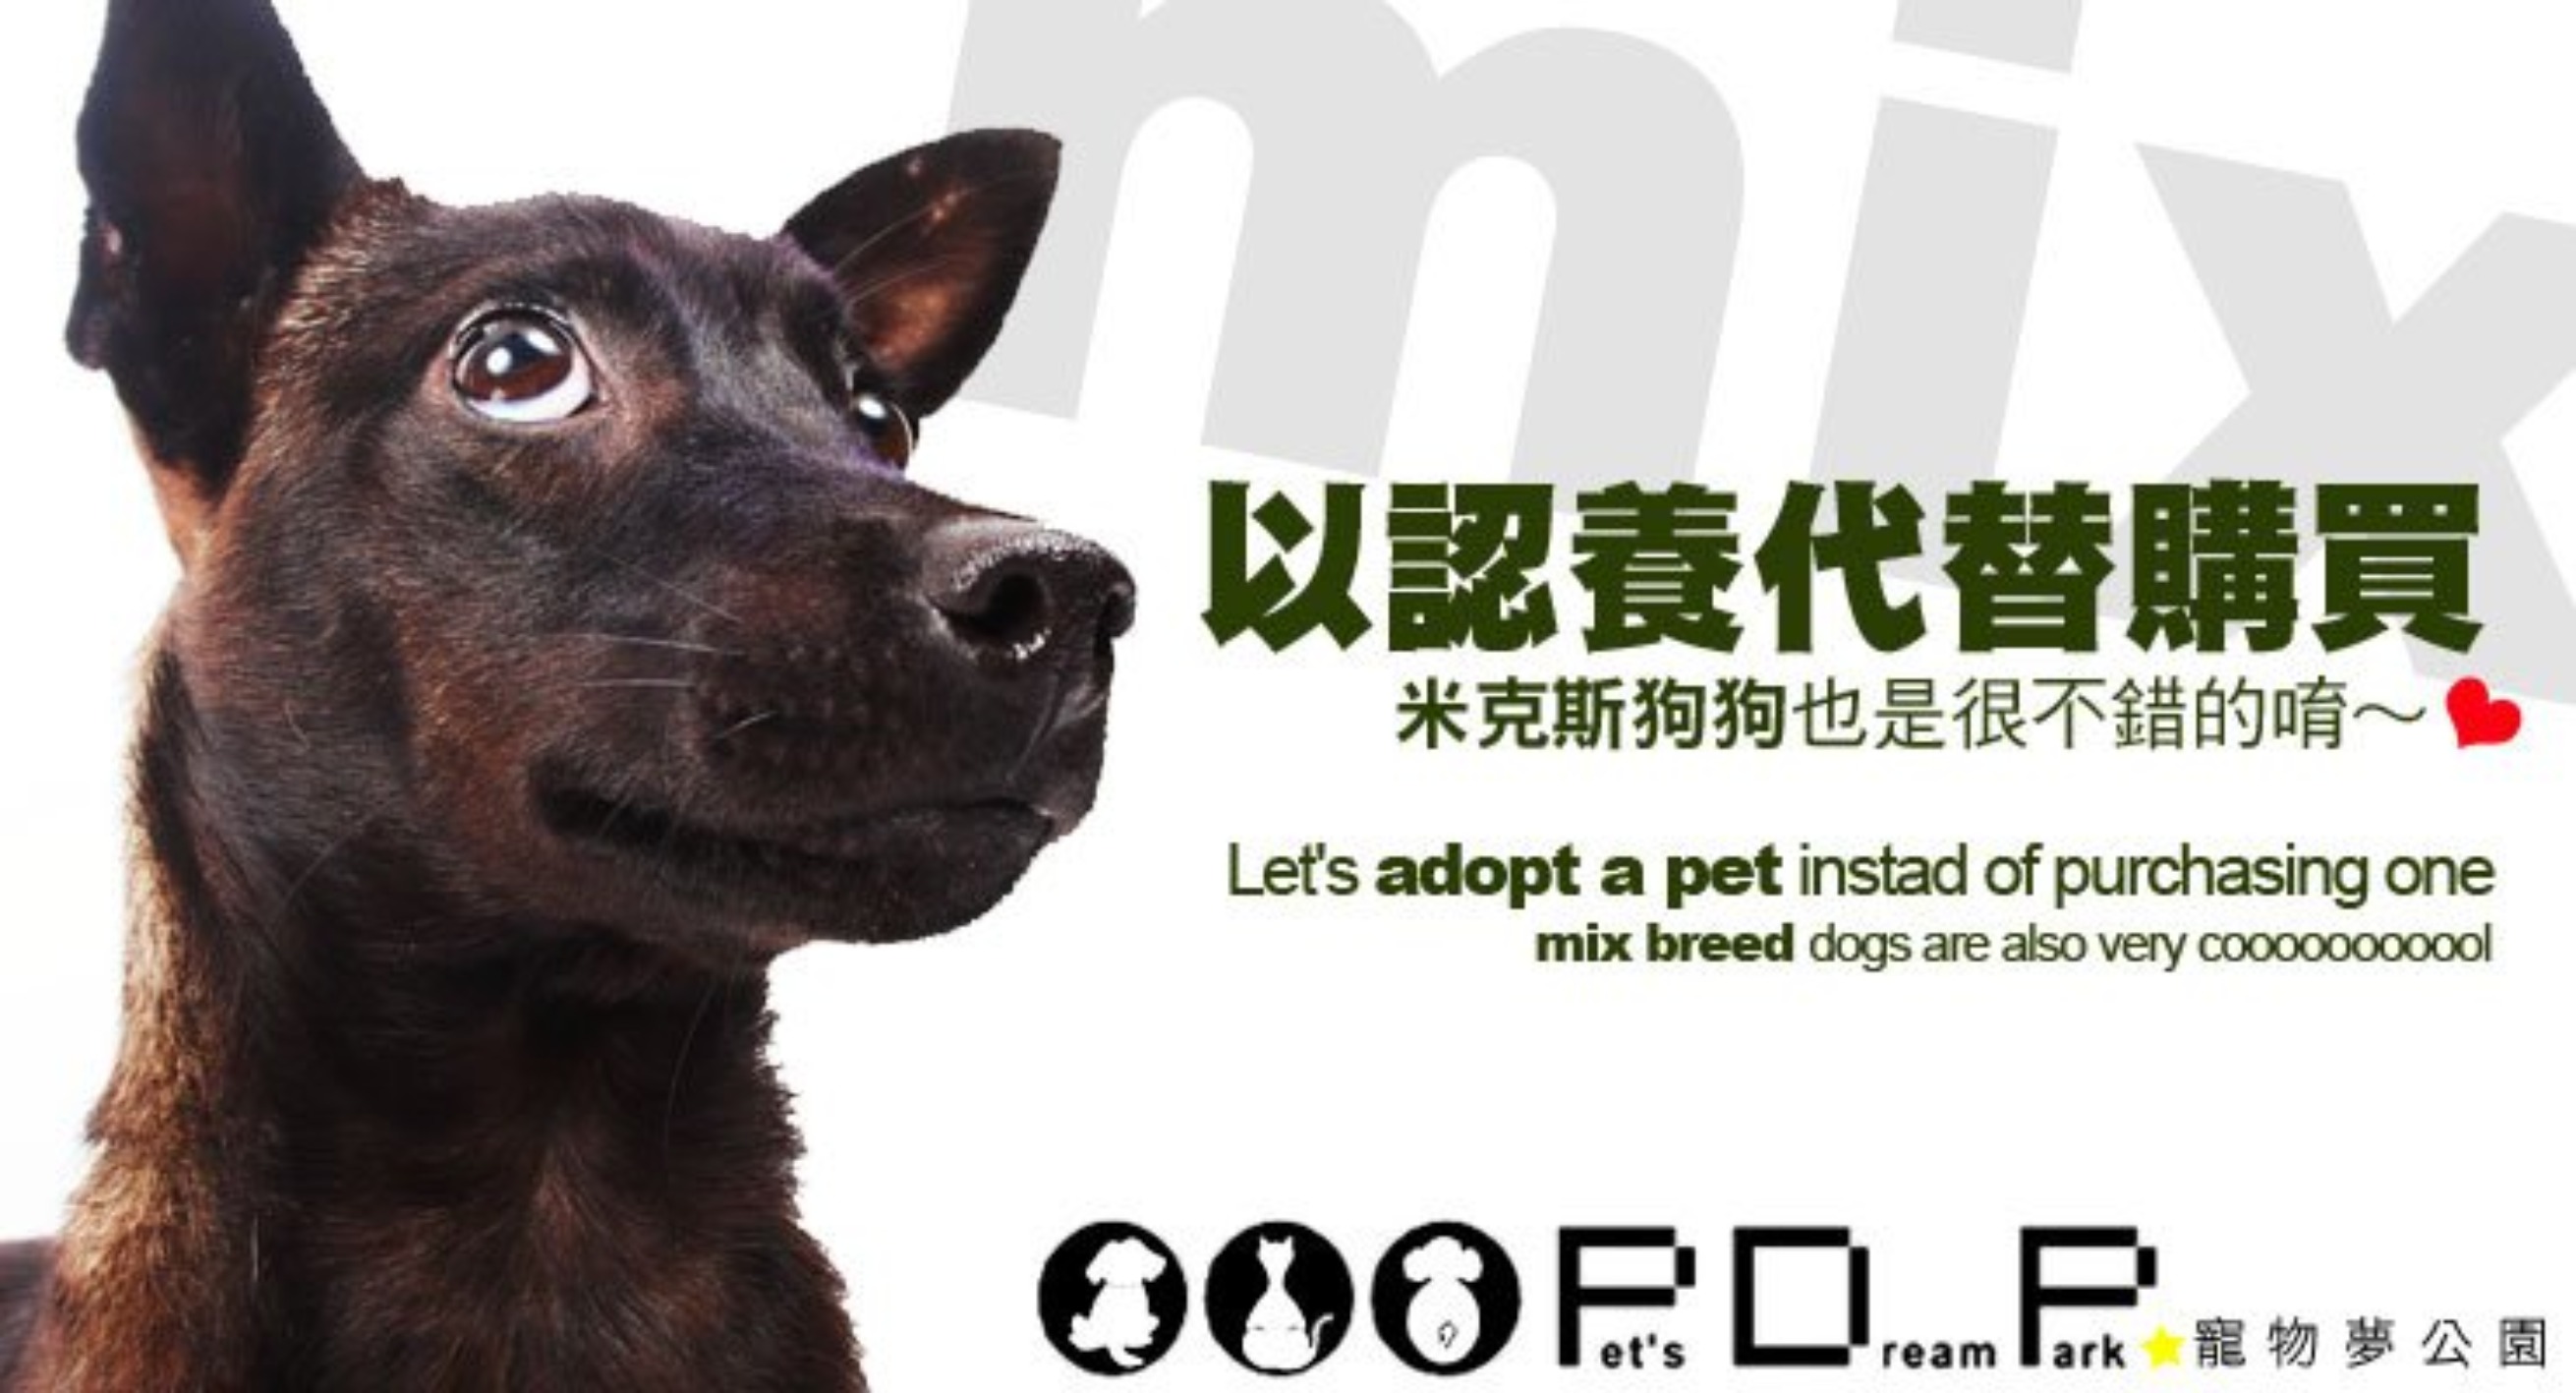 mix
以認養代替購買
米克斯狗狗也是很不錯的唷～
Let's adopt a pet instad of purchasing one
mix breed dogs are also very cooooooooooool
Pet's Dream Park 寵物夢公園